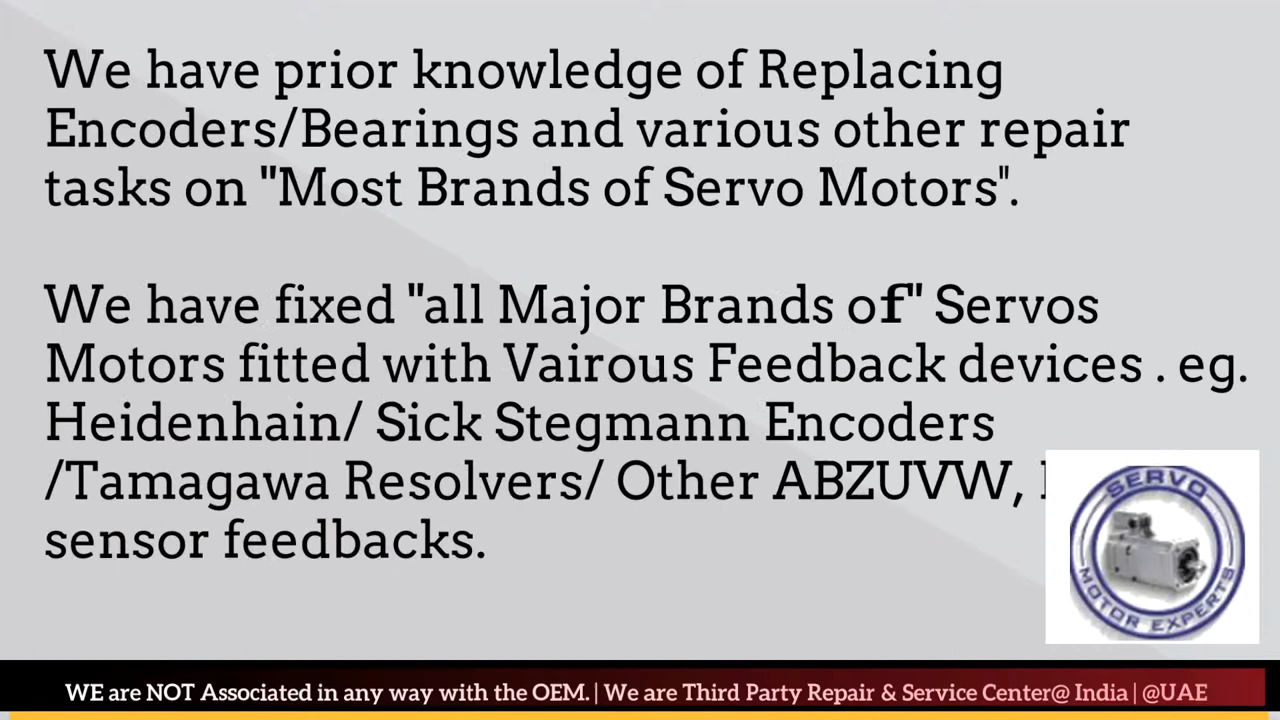 We have prior knowledge of Replacing
Encoders/Bearings and various other repair
tasks on "Most Brands of Servo Motors".
We have fixed "all Major Brands of" Servos
Motors fitted with Vairous Feedback devices . eg.
Heidenhain/ Sick Stegmann Encoders
/Tamagawa Resolvers/ Other ABZUVW,
sensor feedbacks.
SERVO
MOTOR EXPERTS
WE are NOT Associated in any way with the OEM. | We are Third Party Repair & Service Center@ India | @UAE